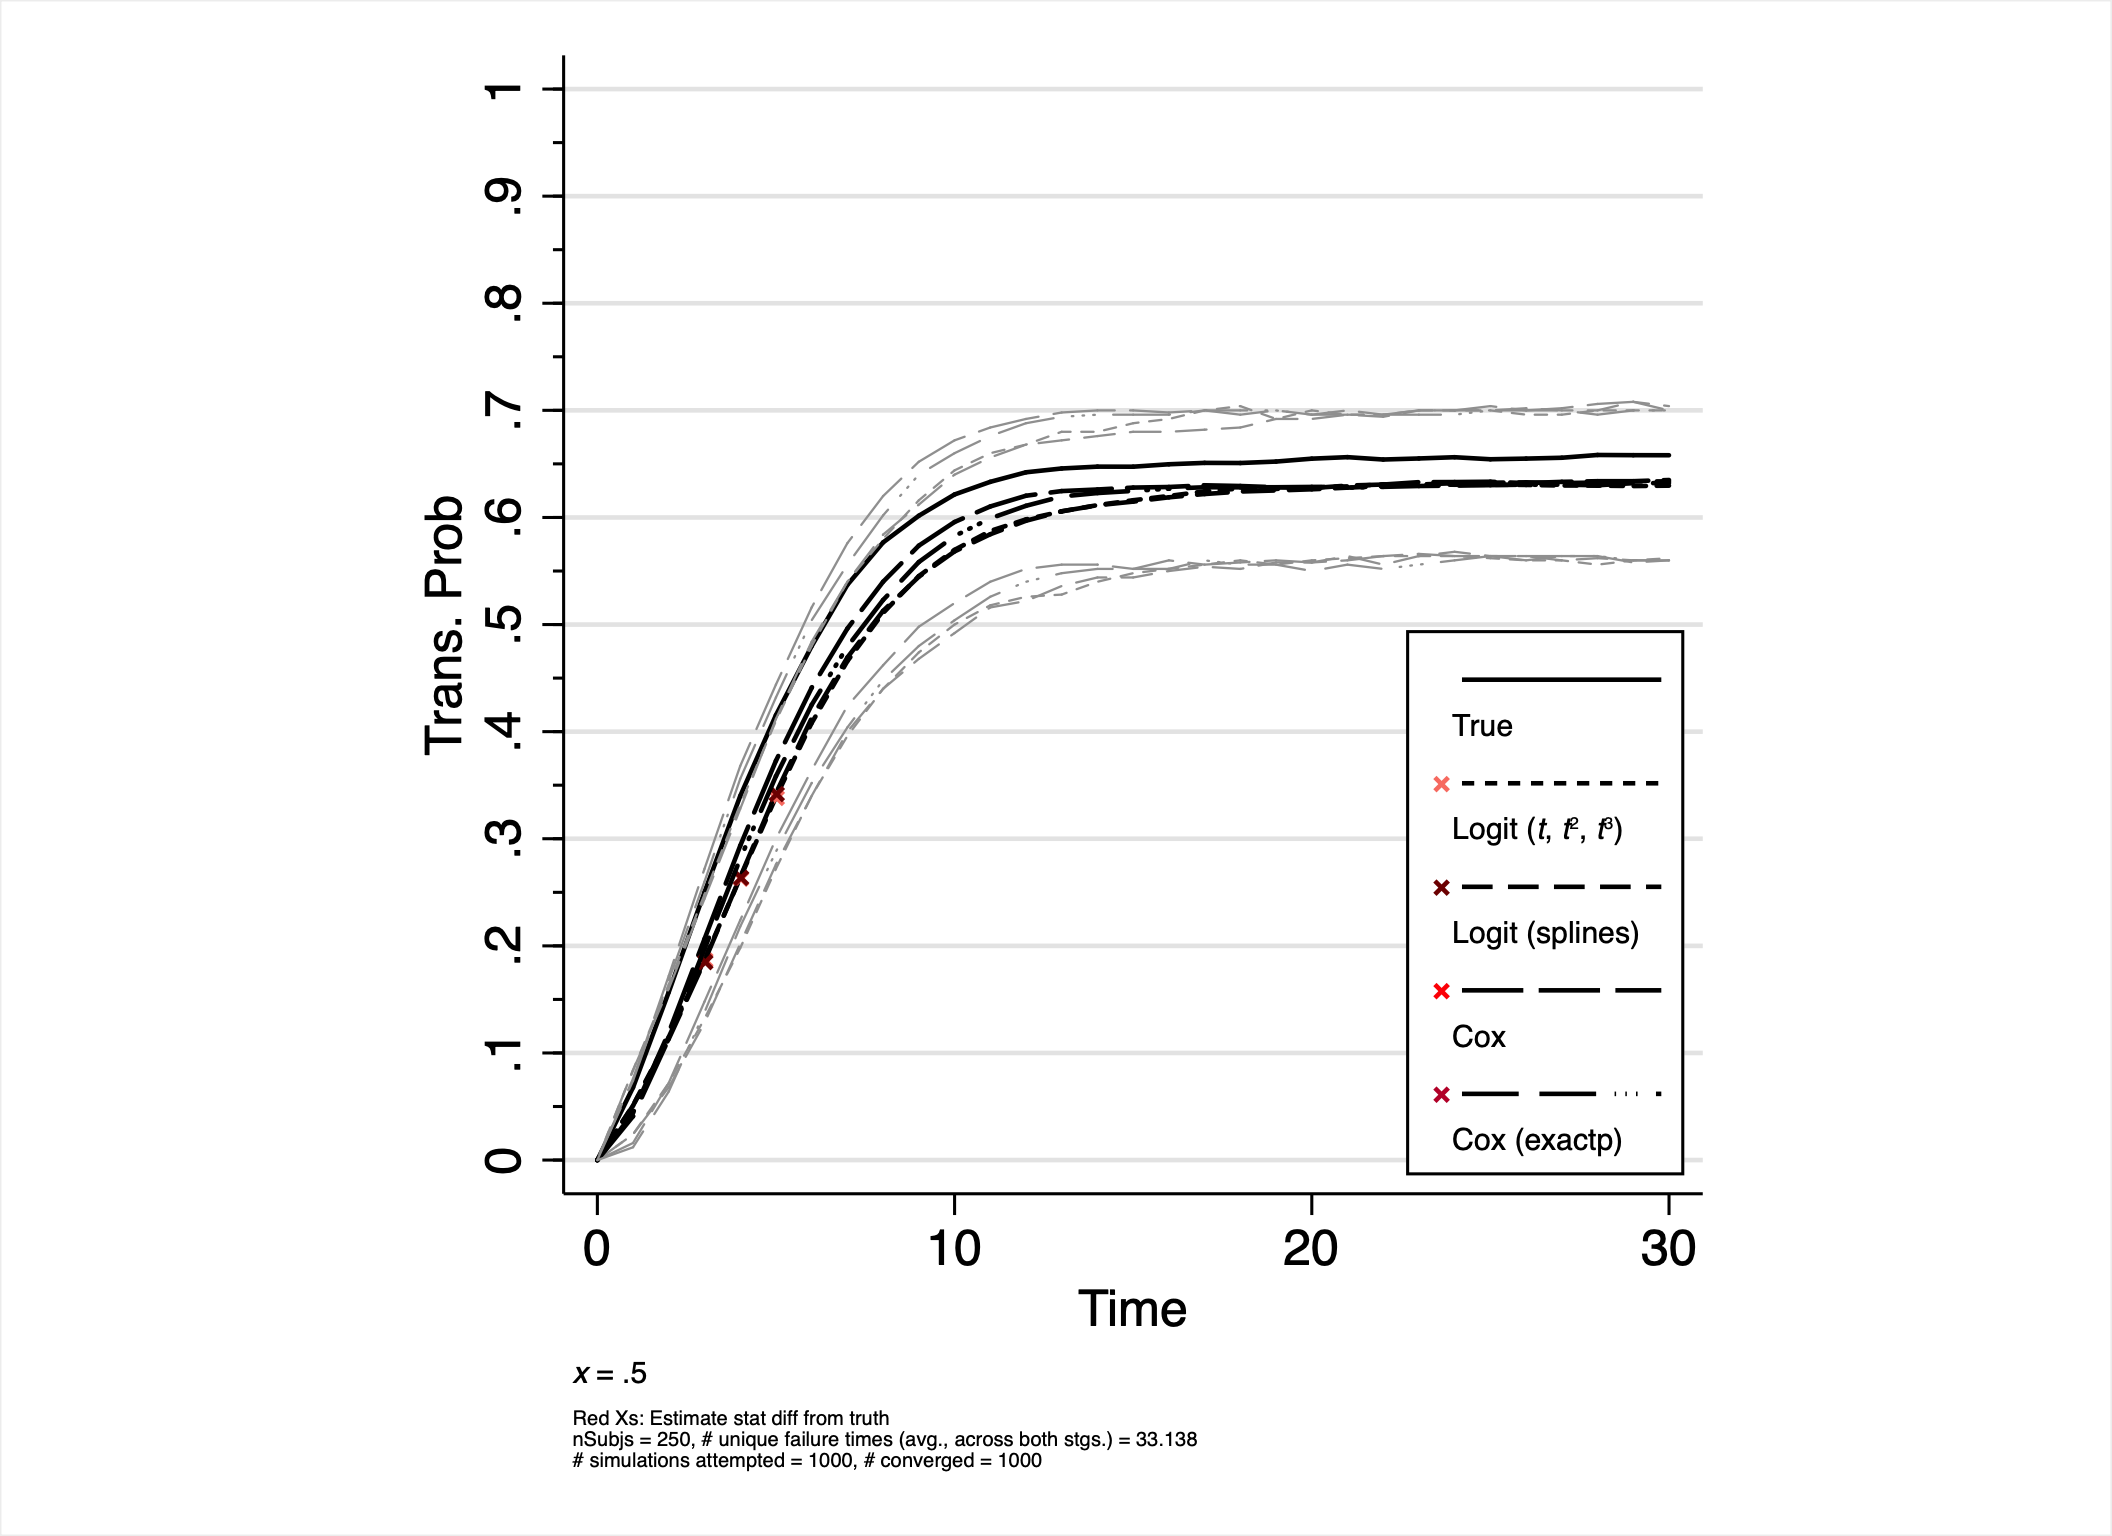 1
.9
.8
.7
.6
.5
.4
.3
.2
.1
0
Trans. Prob
0 10 20 30
Time
True
Logit (t, t², t³)
Logit (splines)
Cox
Cox (exactp)
x = .5
Red Xs: Estimate stat diff from truth
nSubjs = 250, # unique failure times (avg., across both stgs.) = 33.138
# simulations attempted = 1000, # converged = 1000